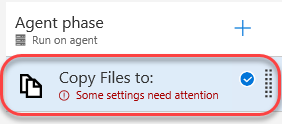 Agent phase
Run on agent
Copy Files to:
Some settings need attention